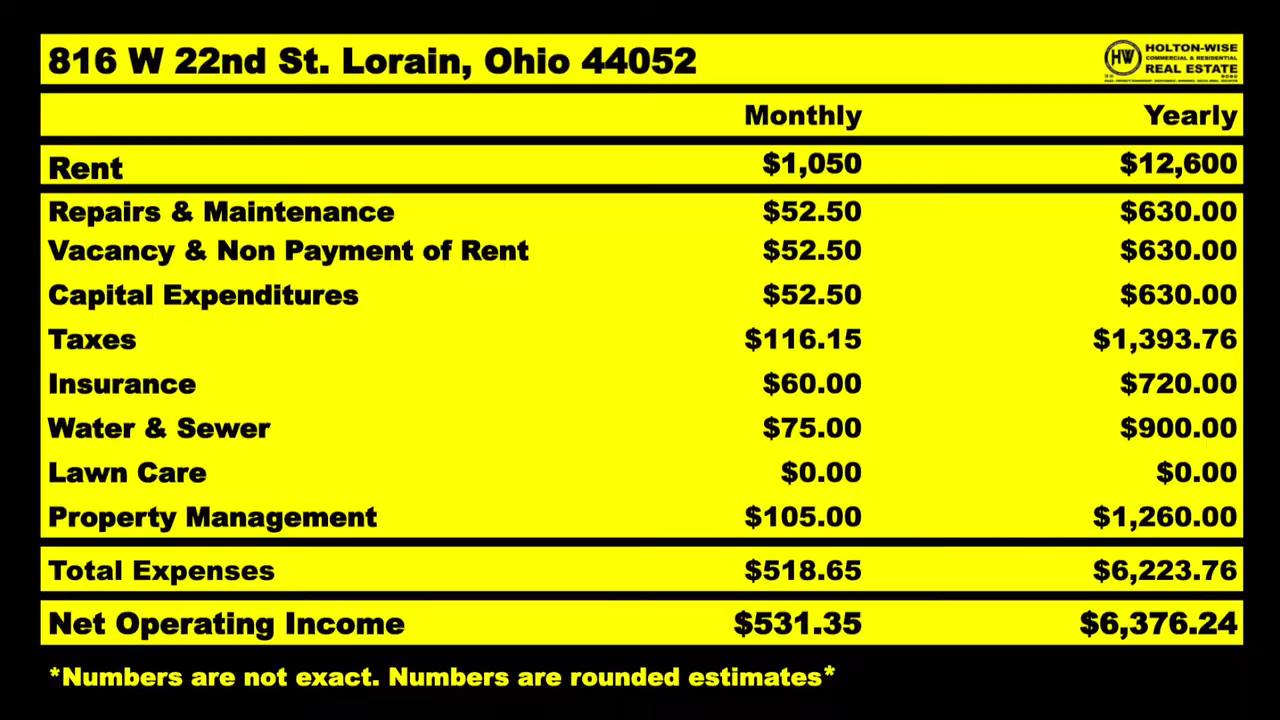 816 W 22nd St. Lorain, Ohio 44052
HW
HOLTON-WISE
COMMERCIAL & RESIDENTIAL
REAL ESTATE
Monthly Yearly
Rent $1,050 $12,600
Repairs & Maintenance $52.50 $630.00
Vacancy & Non Payment of Rent $52.50 $630.00
Capital Expenditures $52.50 $630.00
Taxes $116.15 $1,393.76
Insurance $60.00 $720.00
Water & Sewer $75.00 $900.00
Lawn Care $0.00 $0.00
Property Management $105.00 $1,260.00
Total Expenses $518.65 $6,223.76
Net Operating Income $531.35 $6,376.24
*Numbers are not exact. Numbers are rounded estimates*